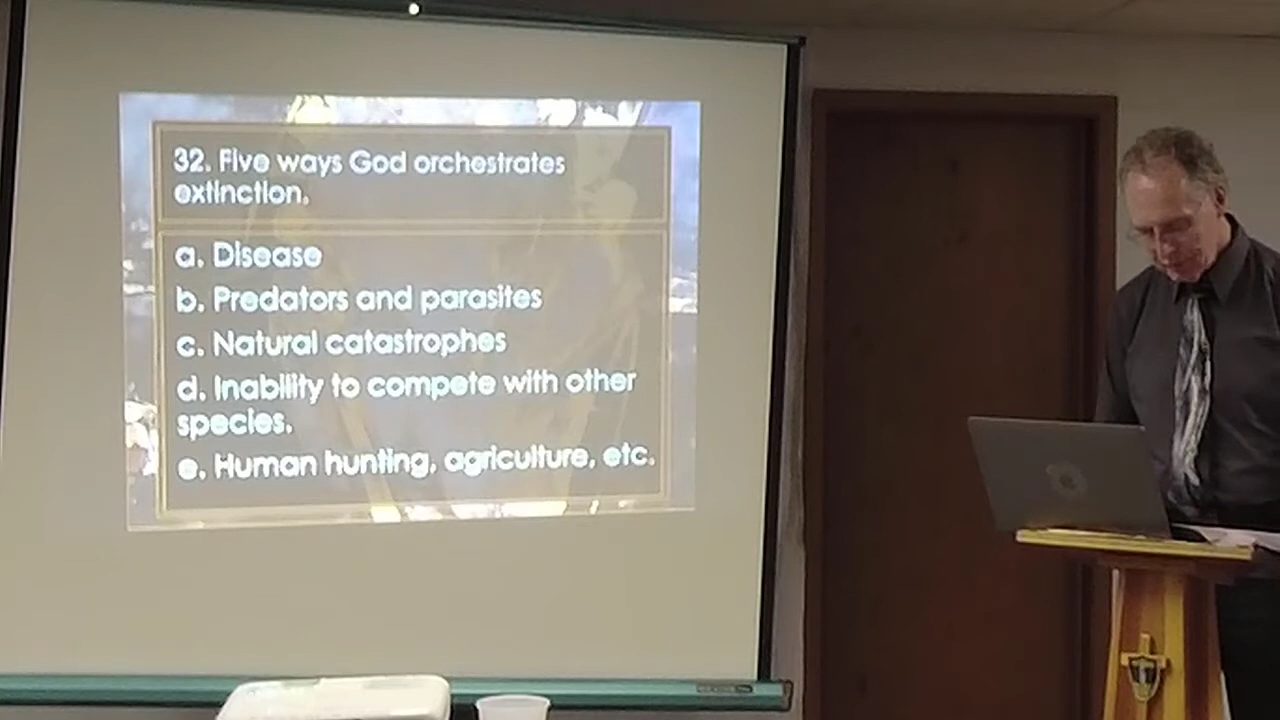 32. Five ways God orchestrates
extinction.
a. Disease
b. Predators and parasites
c. Natural catastrophes
d. Inability to compete with other
species.
e. Human hunting, agriculture, etc.